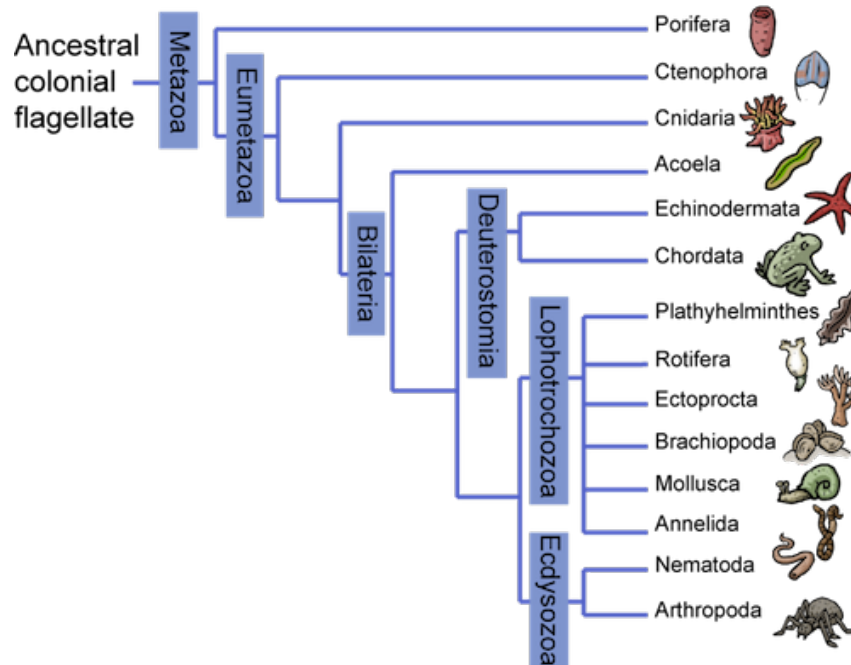 Ancestral
colonial
flagellate
Metazoa
Eumetazoa
Bilateria
Deuterostomia
Lophotrochozoa
Ecdysozoa
Porifera
Ctenophora
Cnidaria
Acoela
Echinodermata
Chordata
Plathyhelminthes
Rotifera
Ectoprocta
Brachiopoda
Mollusca
Annelida
Nematoda
Arthropoda